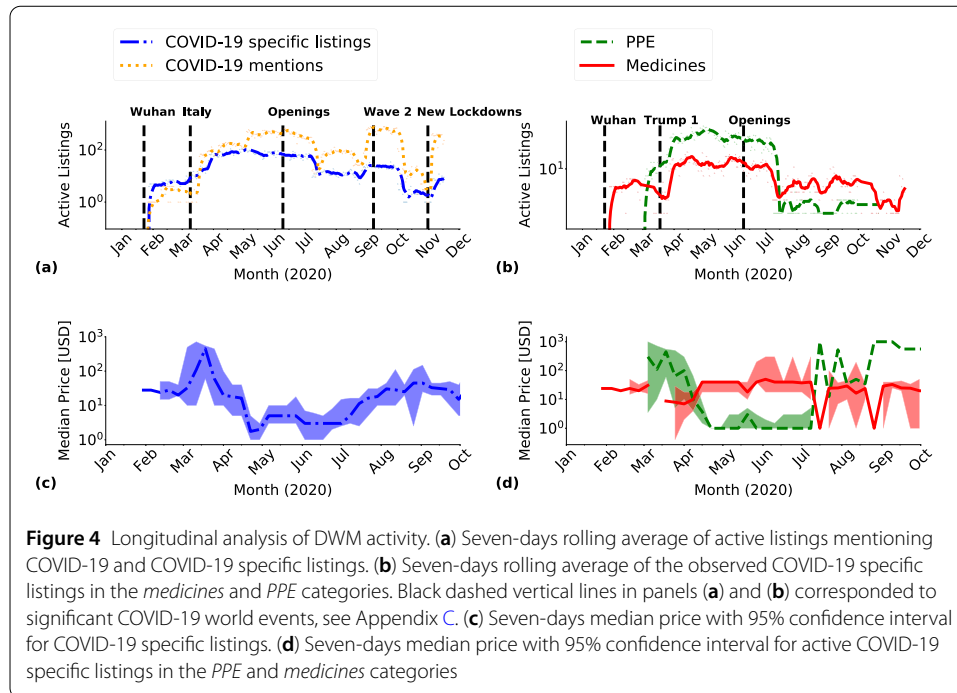 COVID-19 specific listings
COVID-19 mentions
PPE
Medicines
Wuhan Italy Openings Wave 2 New Lockdowns
Active Listings
10²
10⁰
Jan Feb Mar Apr May Jun Jul Aug Sep Oct Nov Dec
(a) Month (2020)
Wuhan Trump 1 Openings
Active Listings
10¹
Jan Feb Mar Apr May Jun Jul Aug Sep Oct Nov Dec
(b) Month (2020)
Median Price [USD]
10³
10²
10¹
10⁰
Jan Feb Mar Apr May Jun Jul Aug Sep Oct
(c) Month (2020)
Median Price [USD]
10³
10²
10¹
10⁰
Jan Feb Mar Apr May Jun Jul Aug Sep Oct
(d) Month (2020)
Figure 4 Longitudinal analysis of DWM activity. (a) Seven-days rolling average of active listings mentioning
COVID-19 and COVID-19 specific listings. (b) Seven-days rolling average of the observed COVID-19 specific
listings in the medicines and PPE categories. Black dashed vertical lines in panels (a) and (b) corresponded to
significant COVID-19 world events, see Appendix C. (c) Seven-days median price with 95% confidence interval
for COVID-19 specific listings. (d) Seven-days median price with 95% confidence interval for active COVID-19
specific listings in the PPE and medicines categories